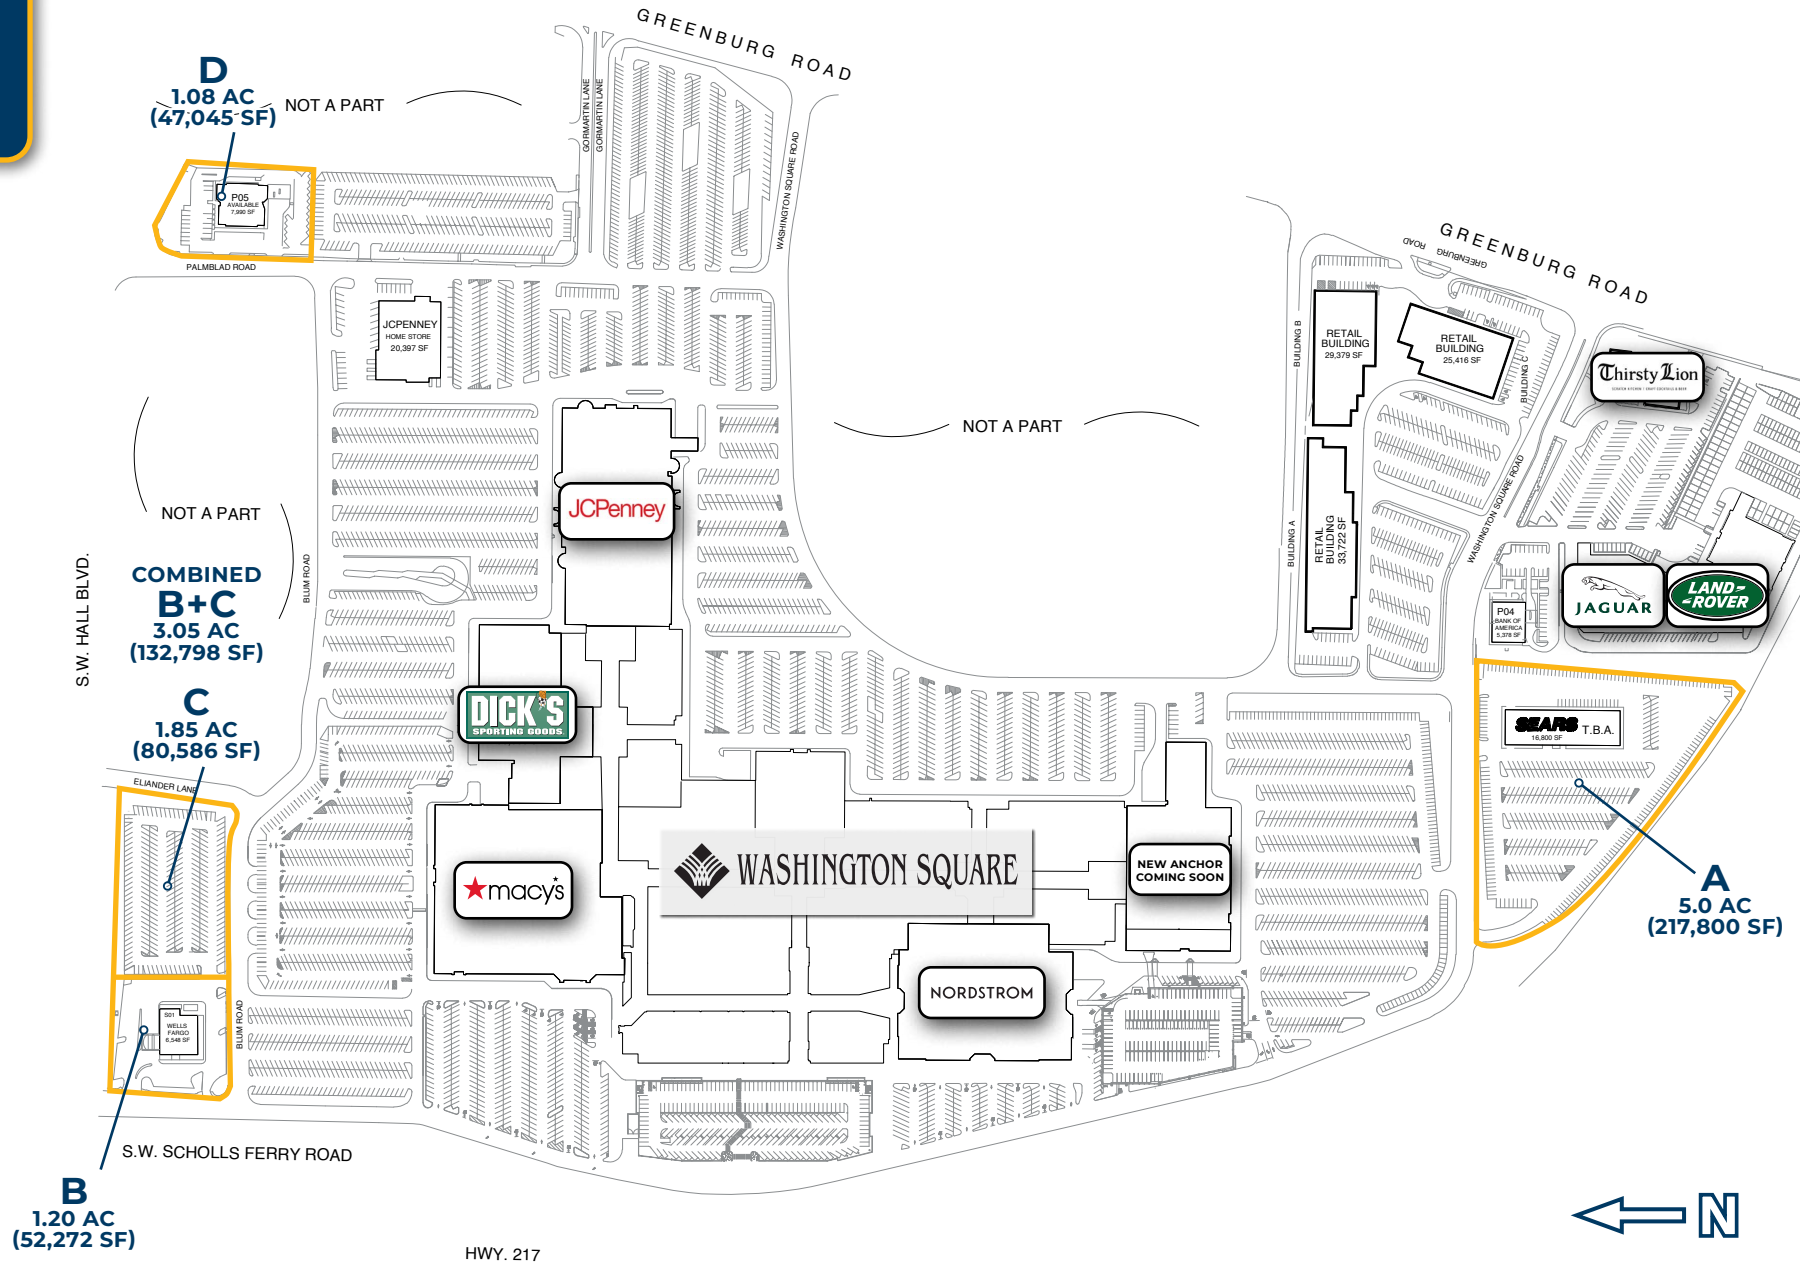 GREENBURG ROAD
D
1.08 AC
(47,045 SF)
NOT A PART
GORMARTIN LANE
GORMARTIN LANE
WASHINGTON SQUARE ROAD
P05
AVAILABLE
7,990 SF
PALMBLAD ROAD
GREENBURG ROAD
GREENBURG
ROAD
JCPENNEY
HOME STORE
20,397 SF
BUILDING B
RETAIL
BUILDING
29,379 SF
RETAIL
BUILDING
25,416 SF
BUILDING C
Thirsty Lion
NOT A PART
WASHINGTON SQUARE ROAD
JCPenney
NOT A PART
BUILDING A
RETAIL
BUILDING
33,722 SF
S.W. HALL BLVD.
BLUM ROAD
COMBINED
B+C
3.05 AC
(132,798 SF)
JAGUAR
LAND-
-ROVER
P04
BANK OF
AMERICA
5,378 SF
C
1.85 AC
(80,586 SF)
DICK'S
SPORTING GOODS
SEARS T.B.A.
16,800 SF
ELIANDER LANE
WASHINGTON SQUARE
NEW ANCHOR
COMING SOON
macy's
A
5.0 AC
(217,800 SF)
NORDSTROM
S01
WELLS
FARGO
6,548 SF
BLUM ROAD
S.W. SCHOLLS FERRY ROAD
B
1.20 AC
(52,272 SF)
N
HWY. 217